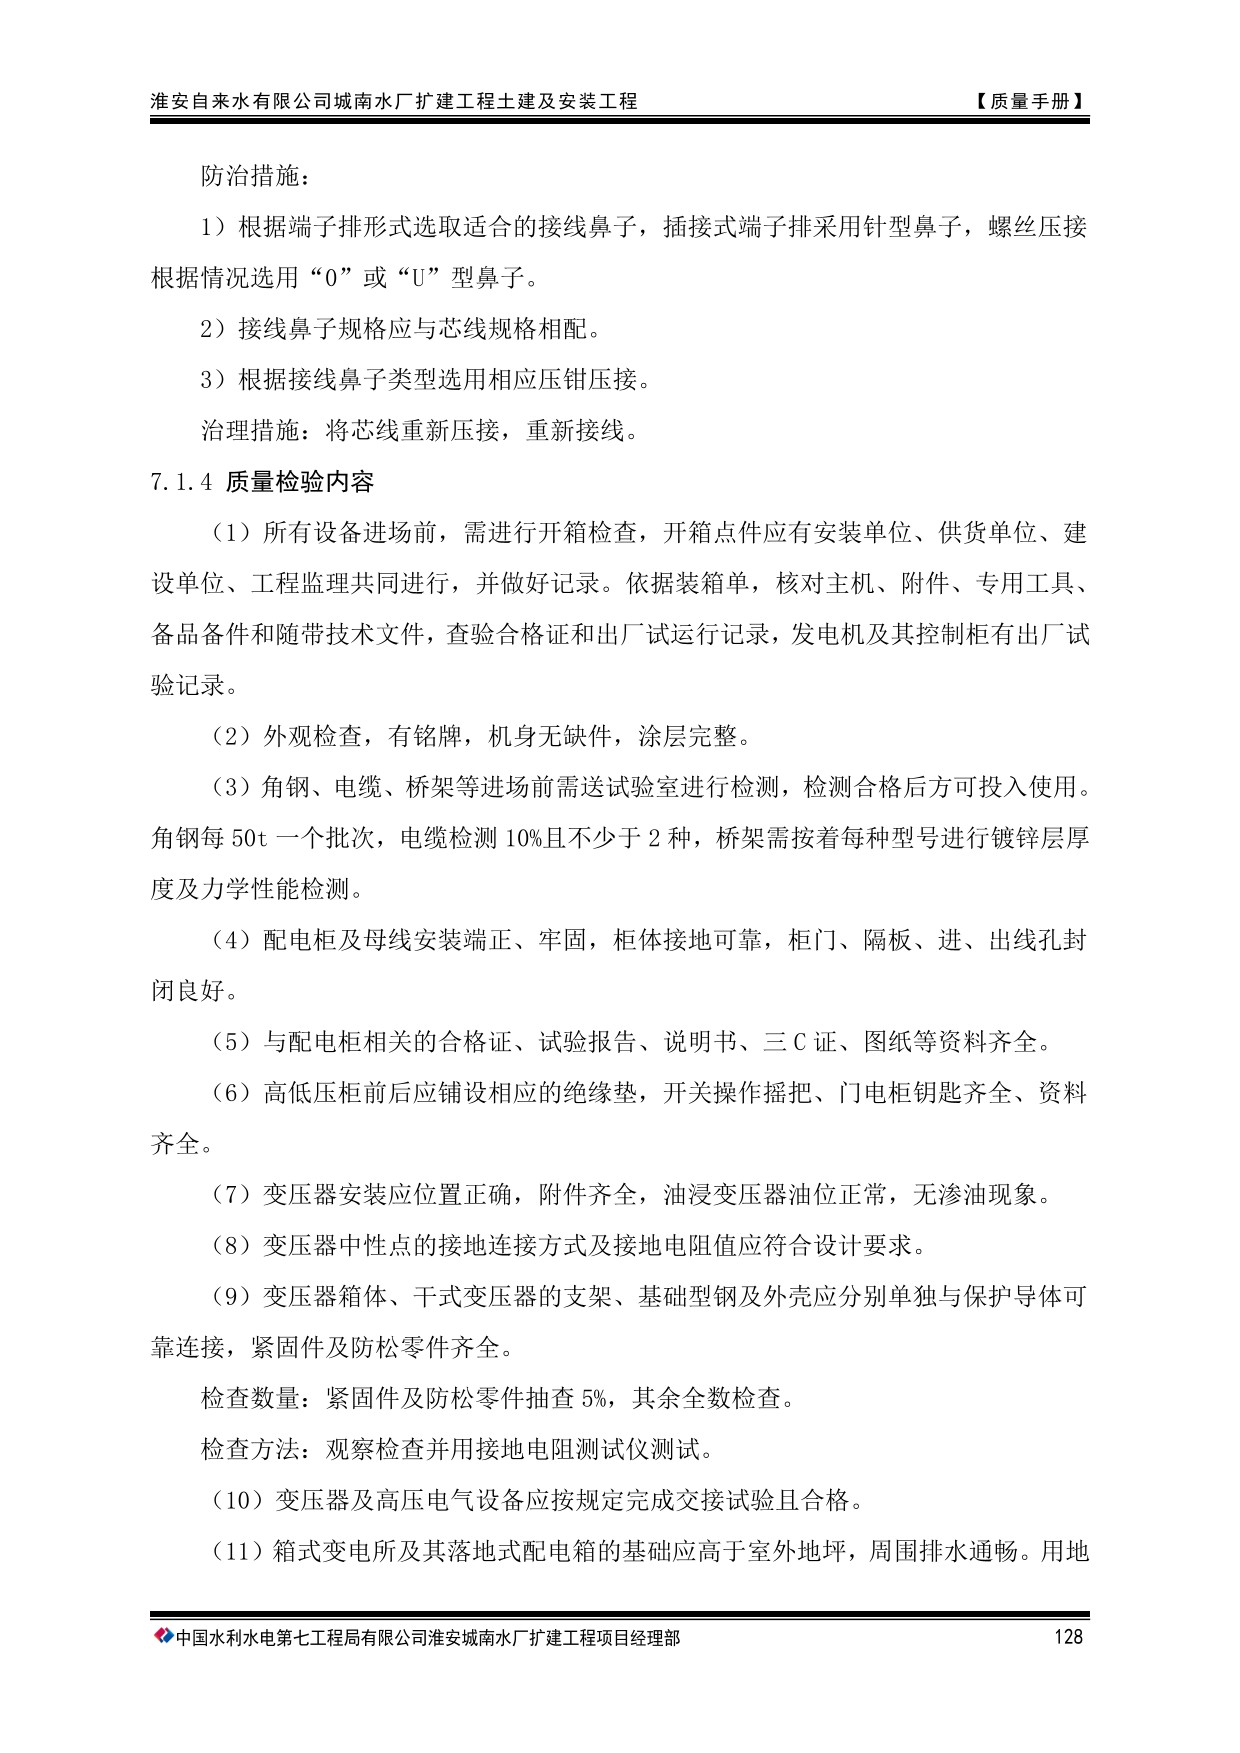 淮安自来水有限公司城南水厂扩建工程土建及安装工程 【质量手册】
防治措施：
1）根据端子排形式选取适合的接线鼻子，插接式端子排采用针型鼻子，螺丝压接
根据情况选用“O”或“U”型鼻子。
2）接线鼻子规格应与芯线规格相配。
3）根据接线鼻子类型选用相应压钳压接。
治理措施：将芯线重新压接，重新接线。
7.1.4 质量检验内容
（1）所有设备进场前，需进行开箱检查，开箱点件应有安装单位、供货单位、建
设单位、工程监理共同进行，并做好记录。依据装箱单，核对主机、附件、专用工具、
备品备件和随带技术文件，查验合格证和出厂试运行记录，发电机及其控制柜有出厂试
验记录。
（2）外观检查，有铭牌，机身无缺件，涂层完整。
（3）角钢、电缆、桥架等进场前需送试验室进行检测，检测合格后方可投入使用。
角钢每 50t 一个批次，电缆检测 10%且不少于 2 种，桥架需按着每种型号进行镀锌层厚
度及力学性能检测。
（4）配电柜及母线安装端正、牢固，柜体接地可靠，柜门、隔板、进、出线孔封
闭良好。
（5）与配电柜相关的合格证、试验报告、说明书、三 C 证、图纸等资料齐全。
（6）高低压柜前后应铺设相应的绝缘垫，开关操作摇把、门电柜钥匙齐全、资料
齐全。
（7）变压器安装应位置正确，附件齐全，油浸变压器油位正常，无渗油现象。
（8）变压器中性点的接地连接方式及接地电阻值应符合设计要求。
（9）变压器箱体、干式变压器的支架、基础型钢及外壳应分别单独与保护导体可
靠连接，紧固件及防松零件齐全。
检查数量：紧固件及防松零件抽查 5%，其余全数检查。
检查方法：观察检查并用接地电阻测试仪测试。
（10）变压器及高压电气设备应按规定完成交接试验且合格。
（11）箱式变电所及其落地式配电箱的基础应高于室外地坪，周围排水通畅。用地
中国水利水电第七工程局有限公司淮安城南水厂扩建工程项目经理部 128